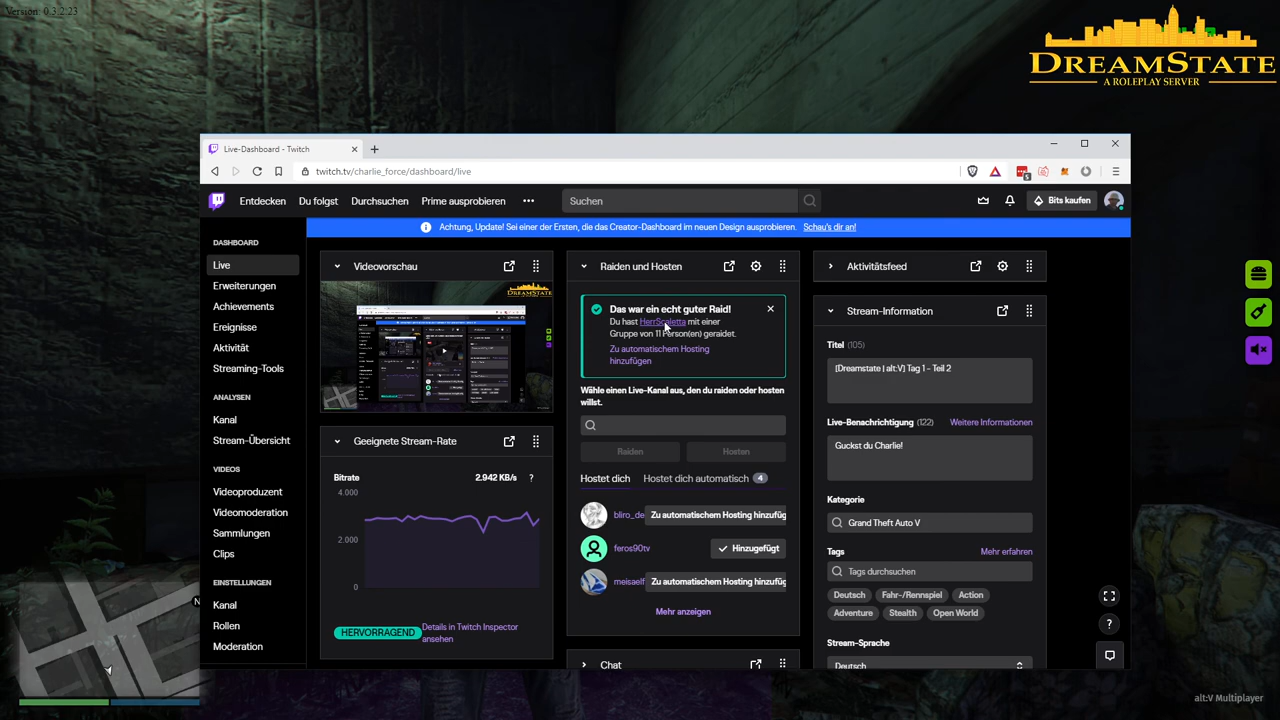 Version: 0.3.2.23
DREAMSTATE
A ROLEPLAY SERVER
Live-Dashboard - Twitch
twitch.tv/charlie_force/dashboard/live
5
Entdecken
Du folgst
Durchsuchen
Prime ausprobieren
Suchen
Bits kaufen
Achtung, Update! Sei einer der Ersten, die das Creator-Dashboard im neuen Design ausprobieren. Schau's dir an!
DASHBOARD
Live
Erweiterungen
Achievements
Ereignisse
Aktivität
Streaming-Tools
ANALYSEN
Kanal
Stream-Übersicht
VIDEOS
Videoproduzent
Videomoderation
Sammlungen
Clips
EINSTELLUNGEN
Kanal
Rollen
Moderation
Videovorschau
Geeignete Stream-Rate
Bitrate
2.942 KB/s
?
4.000
2.000
0
HERVORRAGEND
Details in Twitch Inspector
ansehen
Raiden und Hosten
Das war ein echt guter Raid!
Du hast
mit einer
Gruppe von 11 Person(en) geraidet.
Zu automatischem Hosting
hinzufügen
Wähle einen Live-Kanal aus, den du raiden oder hosten
willst.
Raiden
Hosten
Hostet dich
Hostet dich automatisch
4
bliro_de
Zu automatischem Hosting hinzufüg
feros90tv
Hinzugefügt
meisaelf
Zu automatischem Hosting hinzufüg
Mehr anzeigen
Chat
Aktivitätsfeed
Stream-Information
Titel (105)
[Dreamstate | alt:V] Tag 1 - Teil 2
Live-Benachrichtigung (122)
Weitere Informationen
Guckst du Charlie!
Kategorie
Grand Theft Auto V
Tags
Mehr erfahren
Tags durchsuchen
Deutsch
Fahr-/Rennspiel
Action
Adventure
Stealth
Open World
Stream-Sprache
Deutsch
?
N
alt:V Multiplayer